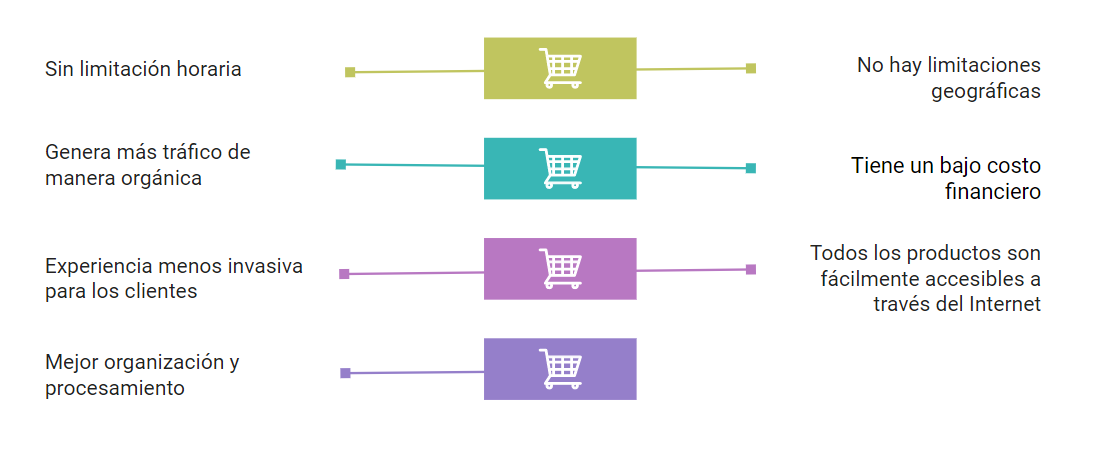 Sin limitación horaria
No hay limitaciones
geográficas
Genera más tráfico de
manera orgánica
Tiene un bajo costo
financiero
Experiencia menos invasiva
para los clientes
Todos los productos son
fácilmente accesibles a
través del Internet
Mejor organización y
procesamiento